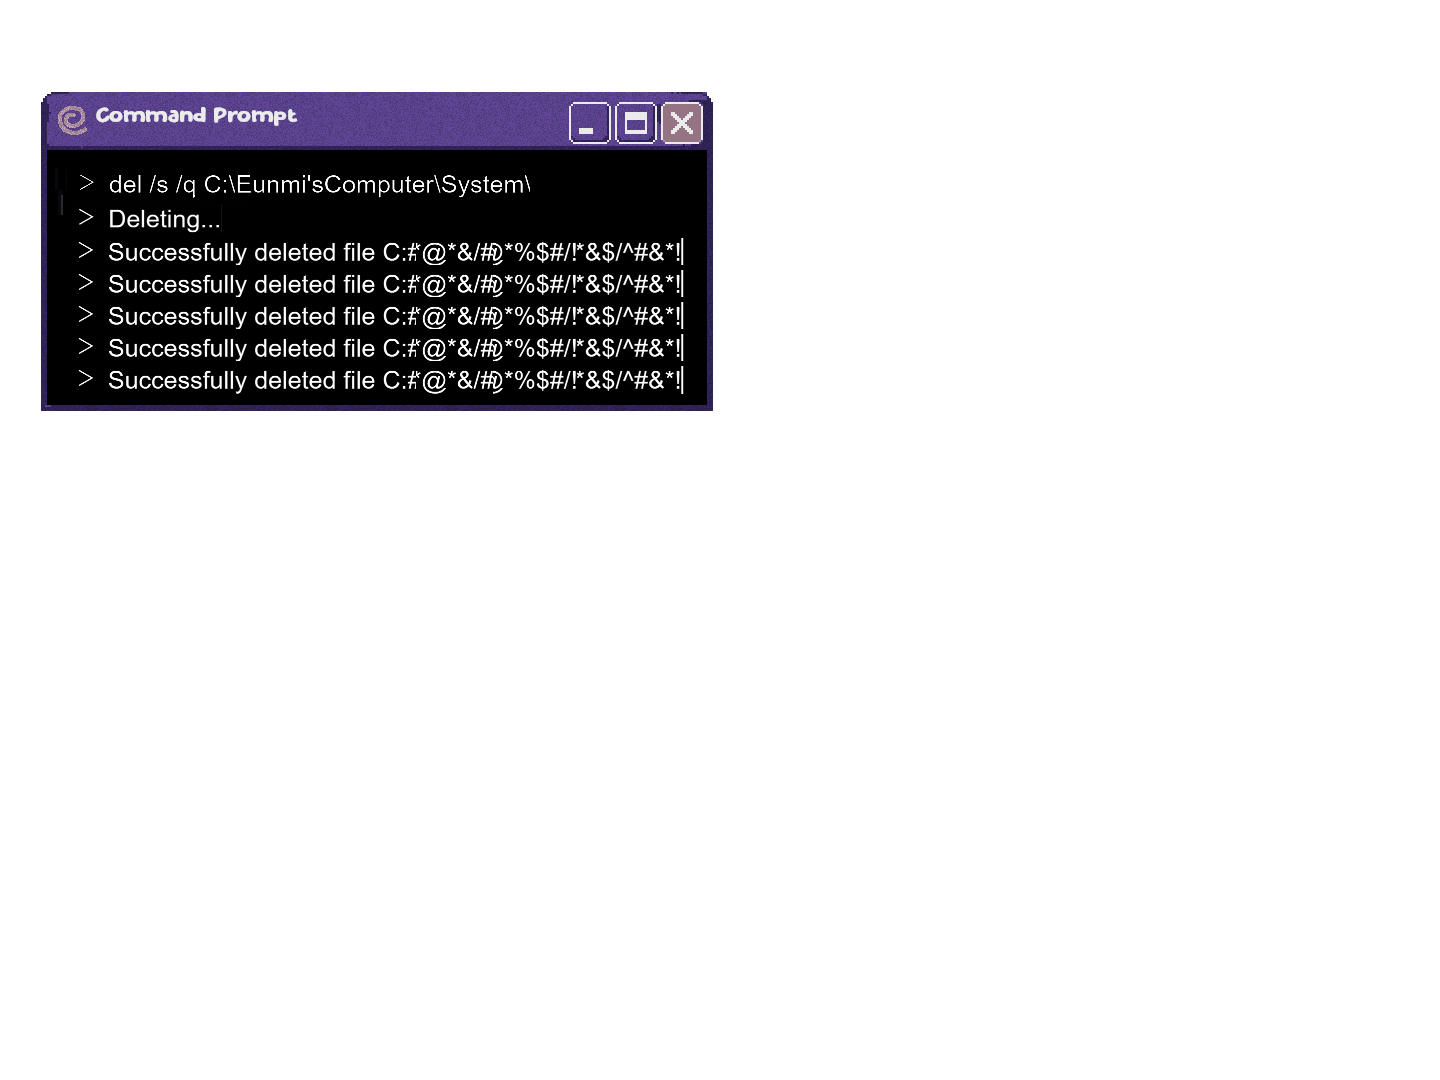 Command Prompt
> del /s /q C:\Eunmi'sComputer\System\
> Deleting...
> Successfully deleted file C:#*@*&/#@*%$#/!*&$/^#&*!|
> Successfully deleted file C:#*@*&/#@*%$#/!*&$/^#&*!|
> Successfully deleted file C:#*@*&/#@*%$#/!*&$/^#&*!|
> Successfully deleted file C:#*@*&/#@*%$#/!*&$/^#&*!|
> Successfully deleted file C:#*@*&/#@*%$#/!*&$/^#&*!|